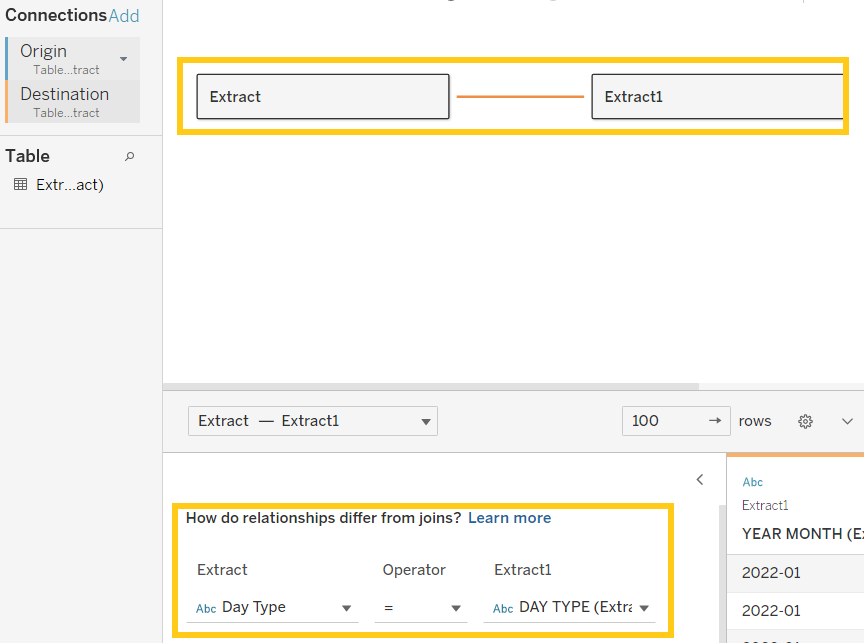 Connections Add
Origin
Table...tract
Destination
Table...tract
Table
Extr...act)
Extract
Extract1
Extract — Extract1
100 → rows
How do relationships differ from joins? Learn more
Extract Operator Extract1
Abc Day Type = Abc DAY TYPE (Extra
Abc
Extract1
YEAR MONTH (Ex
2022-01
2022-01